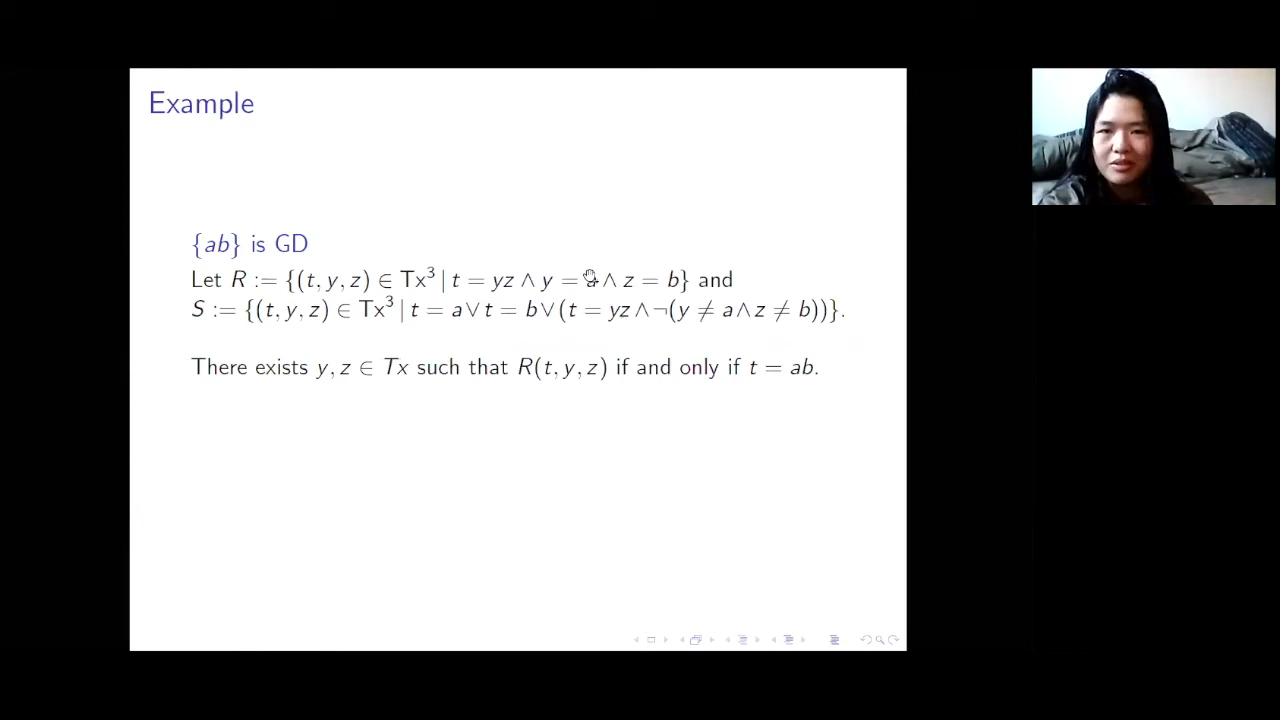 Example
{ab} is GD
Let R := {(t, y, z) ∈ Tx³ | t = yz ∧ y = a ∧ z = b} and
S := {(t, y, z) ∈ Tx³ | t = a ∨ t = b ∨ (t = yz ∧ ¬(y ≠ a ∧ z ≠ b))}.
There exists y, z ∈ Tx such that R(t, y, z) if and only if t = ab.